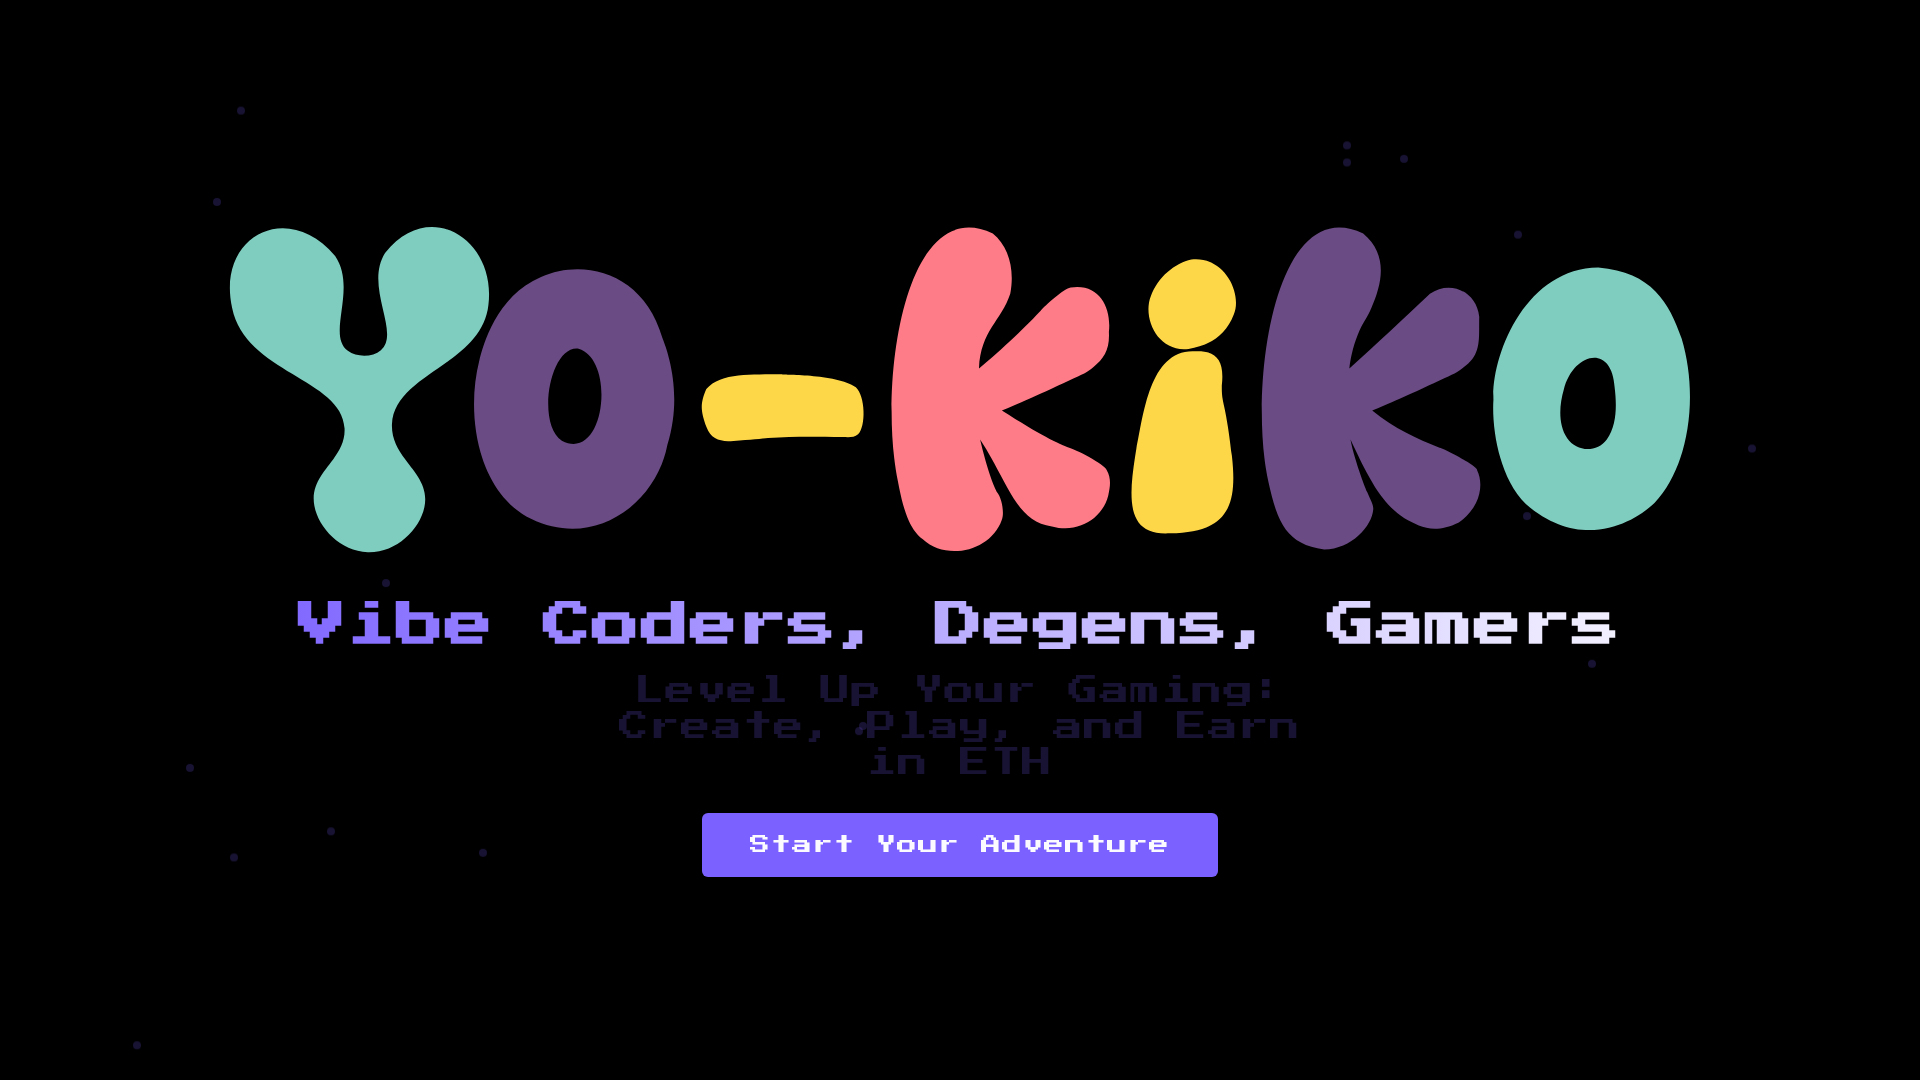 YO-KiKO
Vibe Coders, Degens, Gamers
Level Up Your Gaming:
Create, Play, and Earn
in ETH
Start Your Adventure